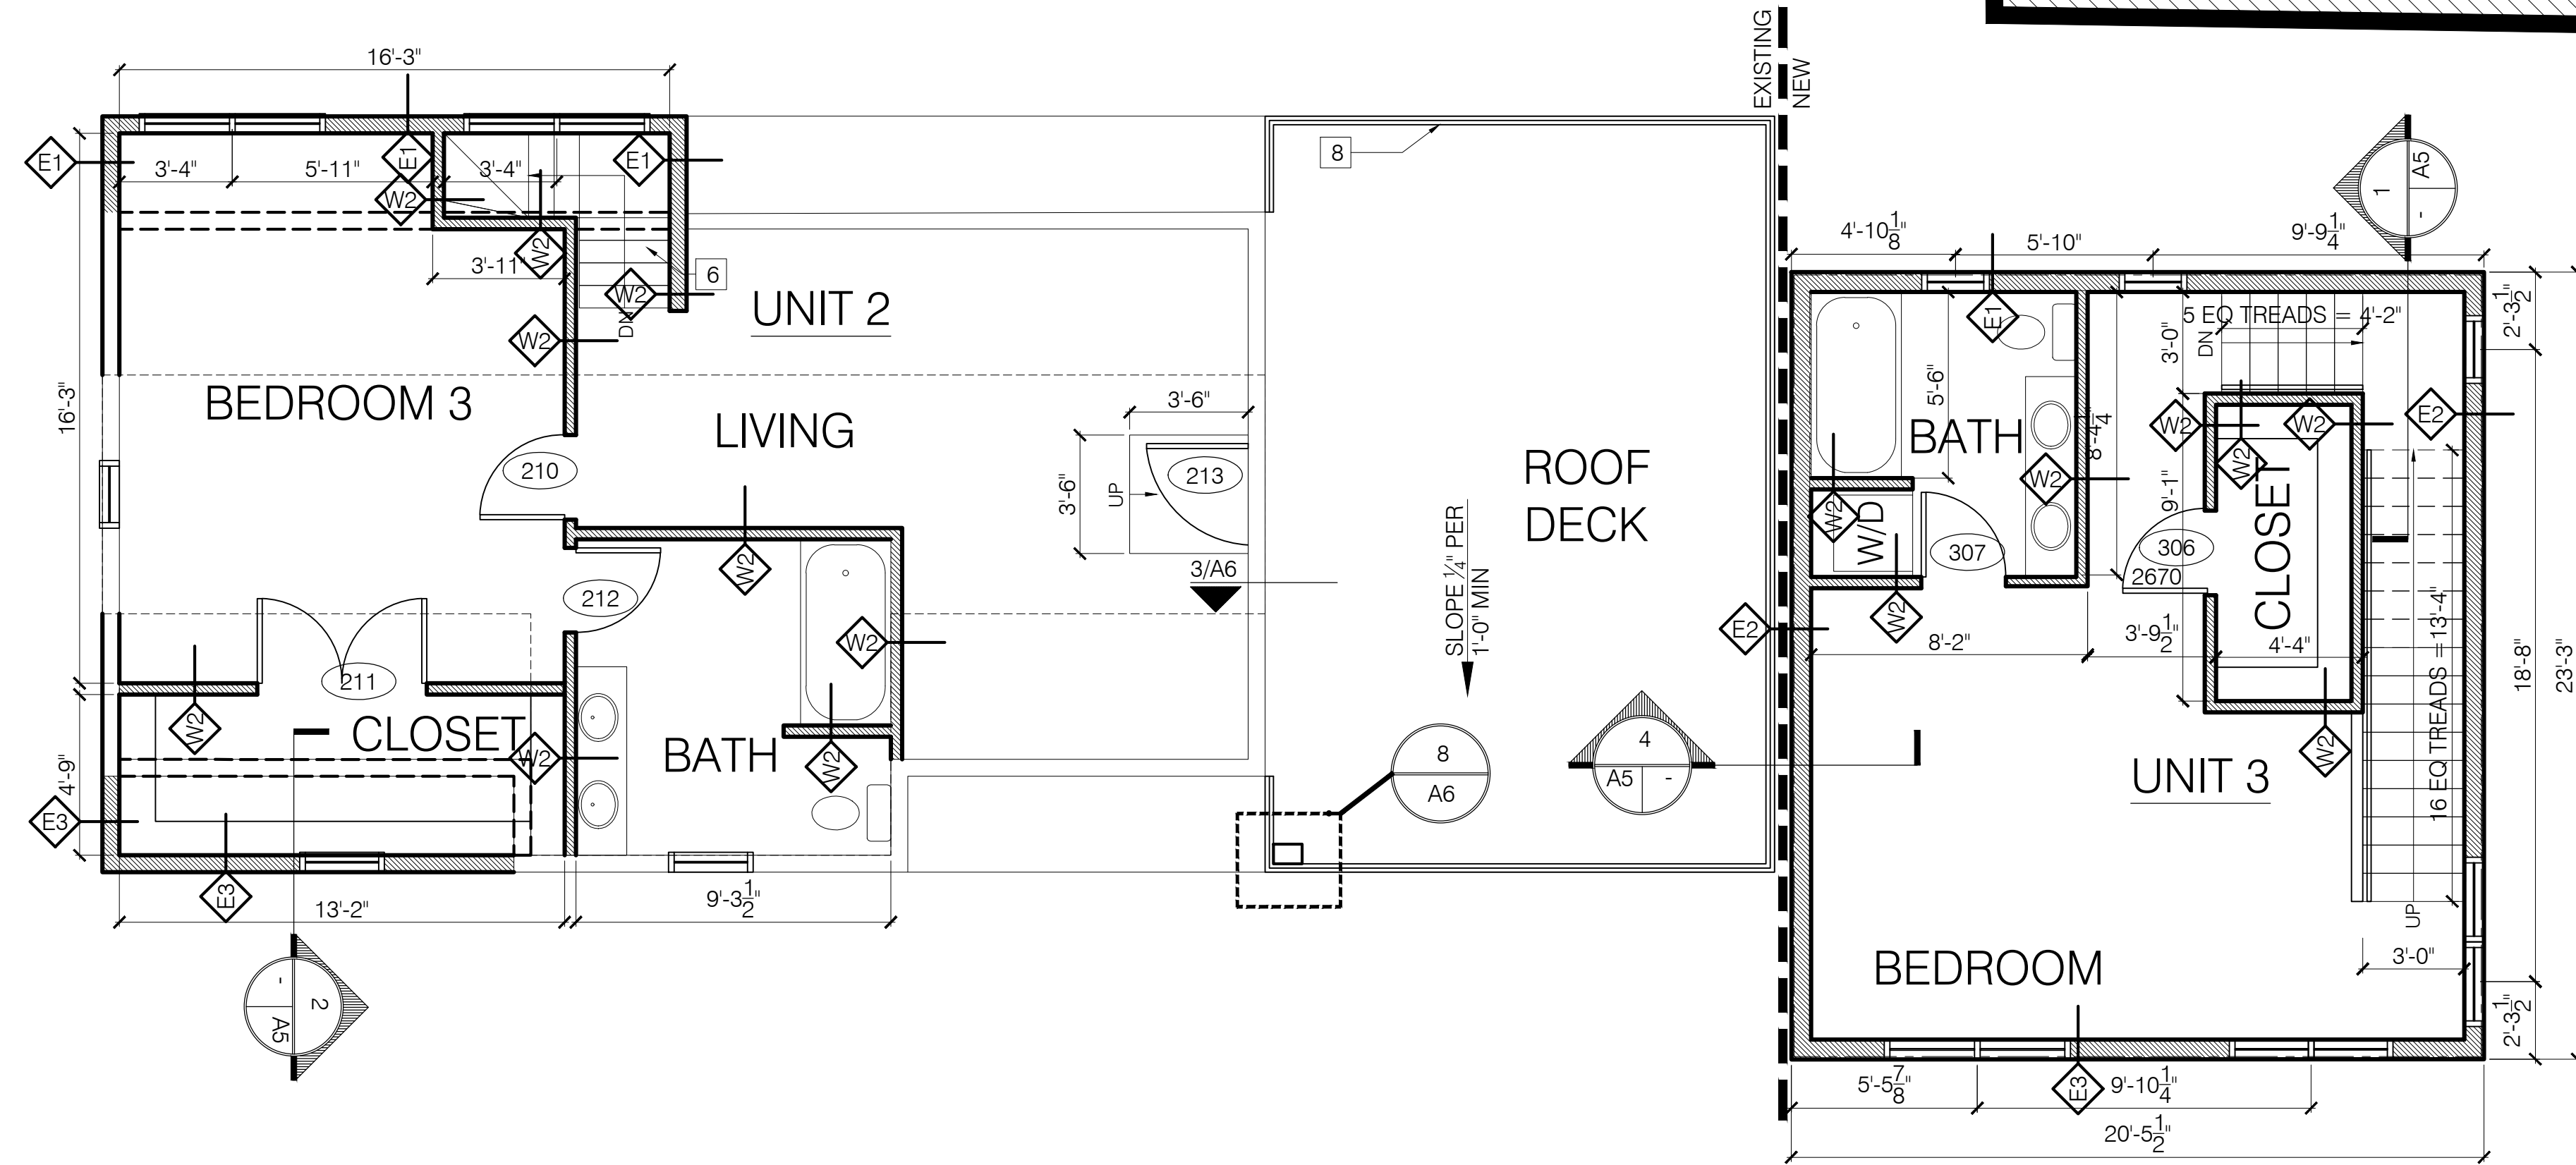 16'-3"
EXISTING
NEW
E1
3'-4"
5'-11"
E1
3'-4"
E1
W2
8
1
A5
-
4'-10 1/8"
5'-10"
9'-9 1/4"
W2
3'-11"
6
W2
DN
W2
UNIT 2
E1
5 EQ TREADS = 4'-2"
DN
3'-0"
2'-3 1/2"
16'-3"
BEDROOM 3
LIVING
3'-6"
5'-6"
BATH
8'-4 1/4"
W2
W2
E2
210
3'-6"
UP
213
ROOF
DECK
W2
W2
9'-1"
CLOSET
W2
W2
W/D
307
306
2670
3/A6
212
SLOPE 1/4" PER
1'-0" MIN
E2
W2
W2
8'-2"
3'-9 1/2"
4'-4"
16 EQ TREADS =13'-4"
18'-8"
23'-3"
211
W2
CLOSET
W2
BATH
W2
8
A6
4
A5
-
UNIT 3
W2
4'-9"
E3
E3
13'-2"
9'-3 1/2"
UP
BEDROOM
3'-0"
-
2
A5
2'-3 1/2"
5'-5 7/8"
E3
9'-10 1/4"
20'-5 1/2"